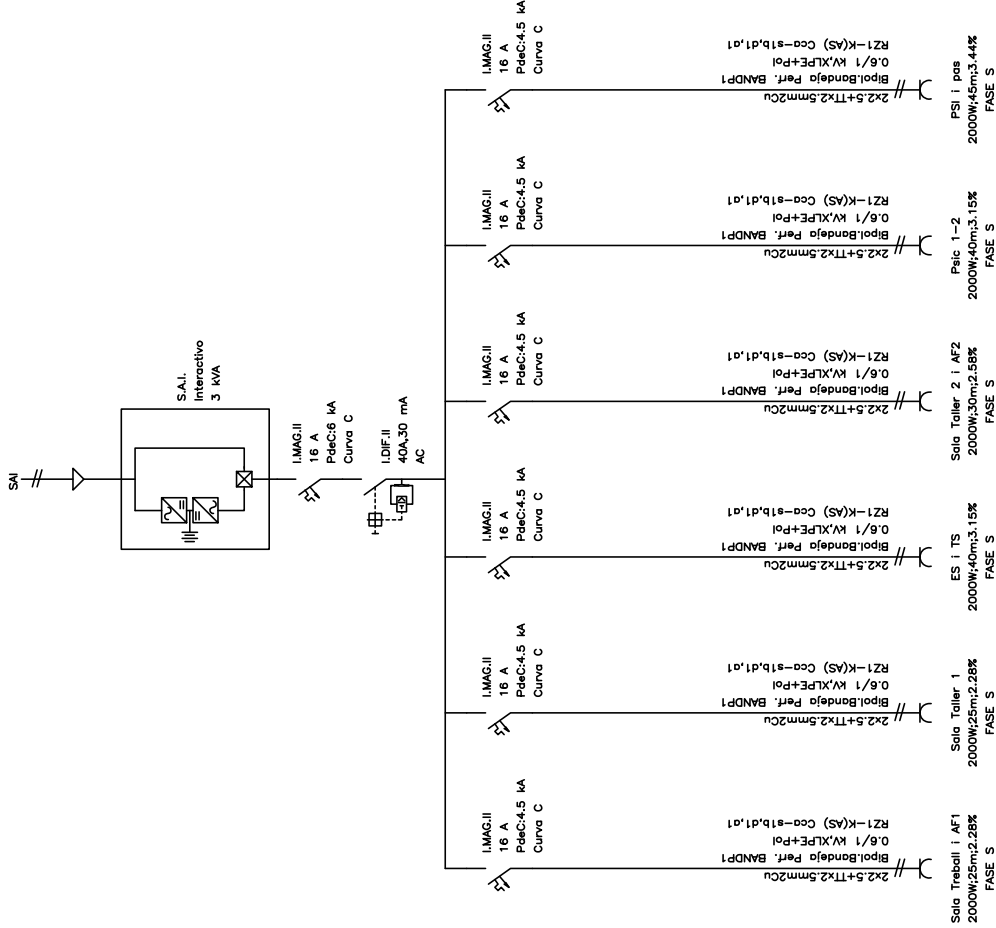 SAI
S.A.I.
Interactivo
3 kVA
I.MAG.II
16 A
PdeC:6 kA
Curva C
I.DIF.II
40A,30 mA
AC
I.MAG.II
16 A
PdeC:4.5 kA
Curva C
I.MAG.II
16 A
PdeC:4.5 kA
Curva C
I.MAG.II
16 A
PdeC:4.5 kA
Curva C
I.MAG.II
16 A
PdeC:4.5 kA
Curva C
I.MAG.II
16 A
PdeC:4.5 kA
Curva C
I.MAG.II
16 A
PdeC:4.5 kA
Curva C
2x2.5+TTx2.5mm2Cu
Bipol.Bandeja Perf. BANDP1
0.6/1 kV,XLPE+Pol
RZ1-K(AS) Cca-s1b,d1,a1
2x2.5+TTx2.5mm2Cu
Bipol.Bandeja Perf. BANDP1
0.6/1 kV,XLPE+Pol
RZ1-K(AS) Cca-s1b,d1,a1
2x2.5+TTx2.5mm2Cu
Bipol.Bandeja Perf. BANDP1
0.6/1 kV,XLPE+Pol
RZ1-K(AS) Cca-s1b,d1,a1
2x2.5+TTx2.5mm2Cu
Bipol.Bandeja Perf. BANDP1
0.6/1 kV,XLPE+Pol
RZ1-K(AS) Cca-s1b,d1,a1
2x2.5+TTx2.5mm2Cu
Bipol.Bandeja Perf. BANDP1
0.6/1 kV,XLPE+Pol
RZ1-K(AS) Cca-s1b,d1,a1
2x2.5+TTx2.5mm2Cu
Bipol.Bandeja Perf. BANDP1
0.6/1 kV,XLPE+Pol
RZ1-K(AS) Cca-s1b,d1,a1
Sala Treball i AF1
2000W;25m;2.28%
FASE S
Sala Taller 1
2000W;25m;2.28%
FASE S
ES i TS
2000W;40m;3.15%
FASE S
Sala Taller 2 i AF2
2000W;30m;2.58%
FASE S
Psic 1-2
2000W;40m;3.15%
FASE S
PSI i pas
2000W;45m;3.44%
FASE S